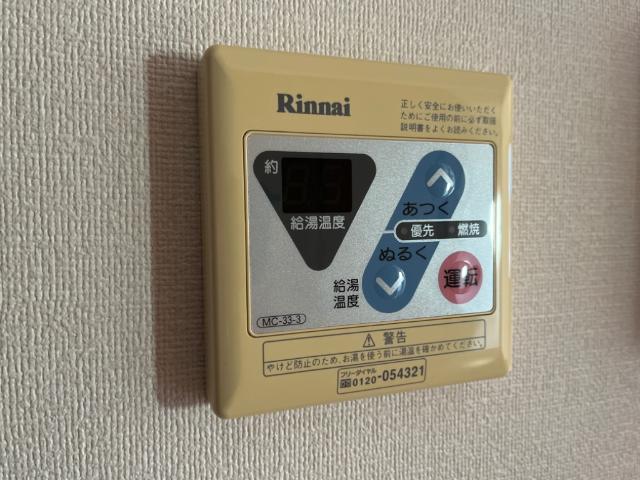 Rinnai
正しく安全にお使いいただく
ためにご使用の前に必ず取扱
説明書をよくお読みください。
約
給湯温度
あつく
優先 燃焼
ぬるく
給湯
温度
運転
MC-33-3
⚠ 警告
やけど防止のため、お湯を使う前に湯温を確かめてください。
フリーダイヤル
0120-054321